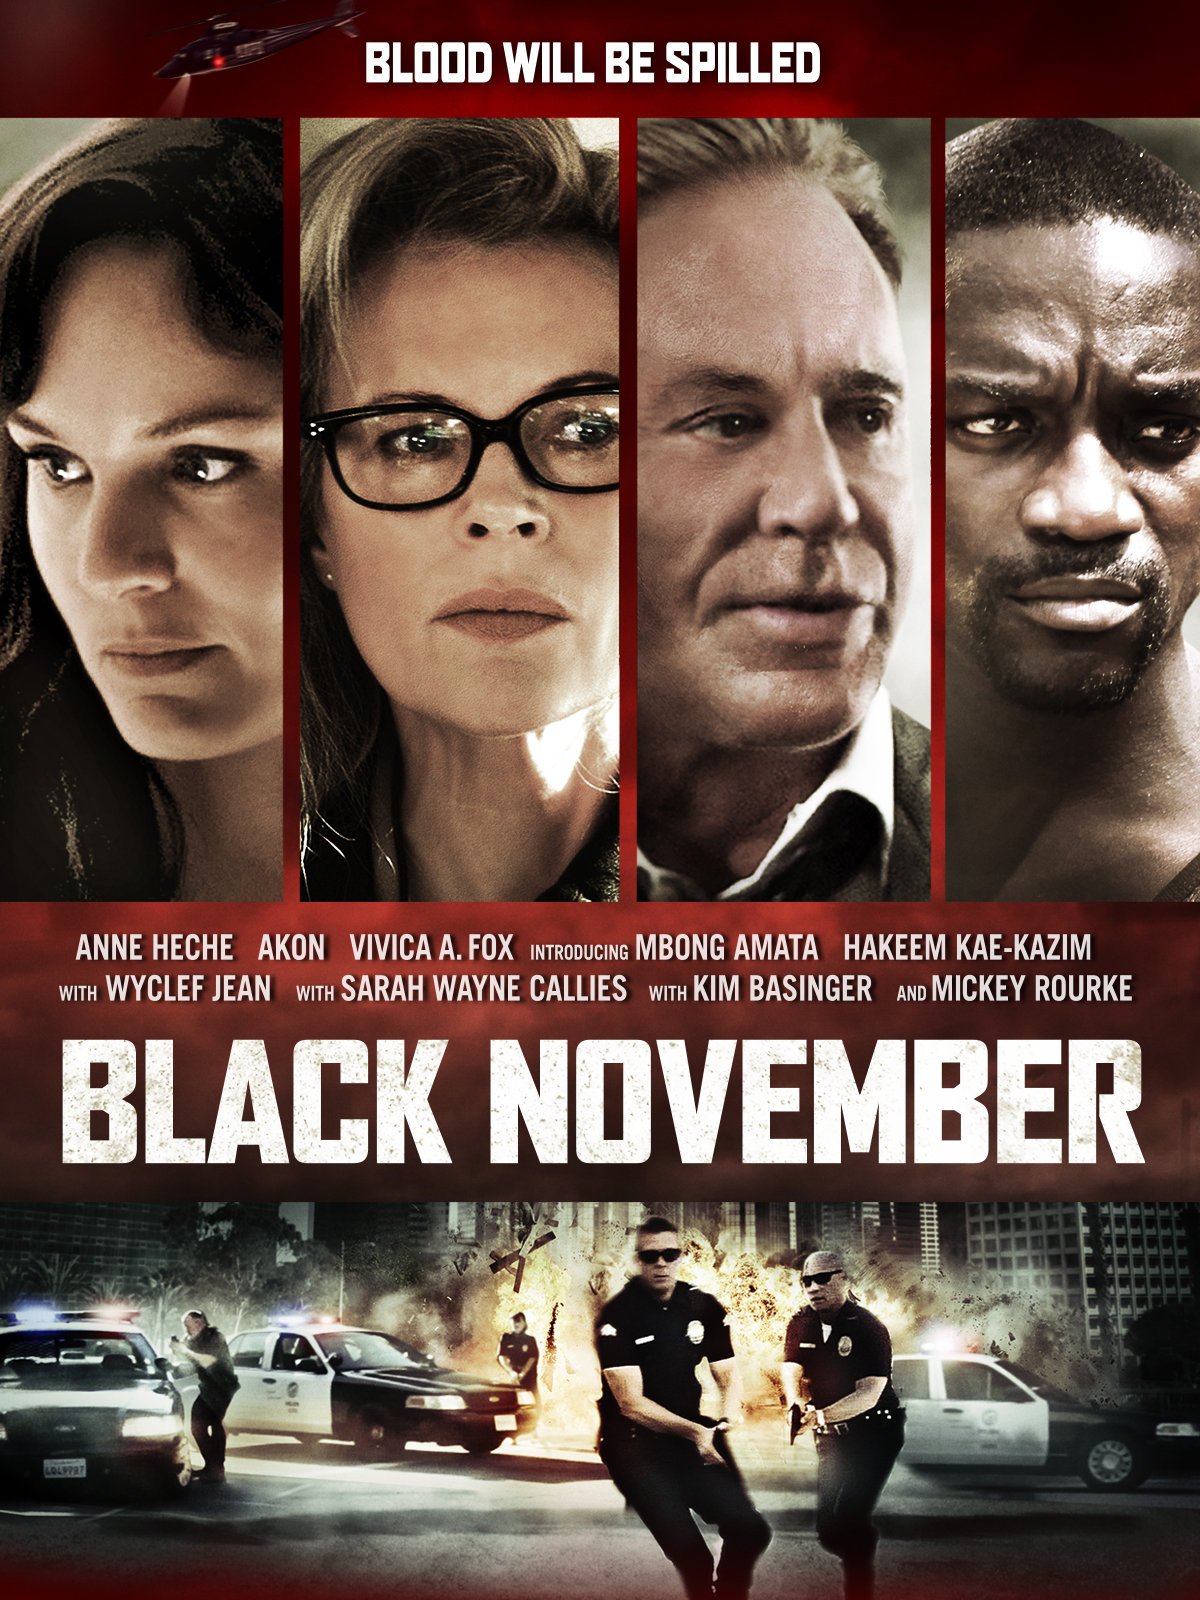 BLOOD WILL BE SPILLED
ANNE HECHE AKON VIVICA A. FOX INTRODUCING MBONG AMATA HAKEEM KAE-KAZIM
WITH WYCLEF JEAN WITH SARAH WAYNE CALLIES WITH KIM BASINGER AND MICKEY ROURKE
BLACK NOVEMBER